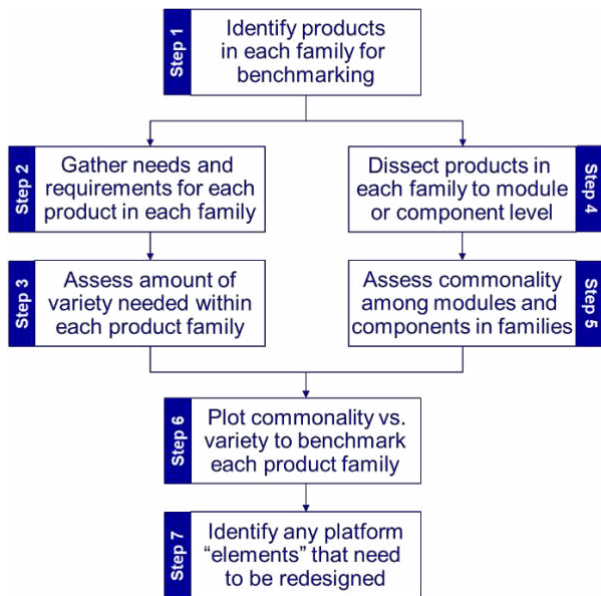 Step 1
Identify products
in each family for
benchmarking
Step 2
Gather needs and
requirements for each
product in each family
Step 4
Dissect products in
each family to module
or component level
Step 3
Assess amount of
variety needed within
each product family
Step 5
Assess commonality
among modules and
components in families
Step 6
Plot commonality vs.
variety to benchmark
each product family
Step 7
Identify any platform
“elements” that need
to be redesigned